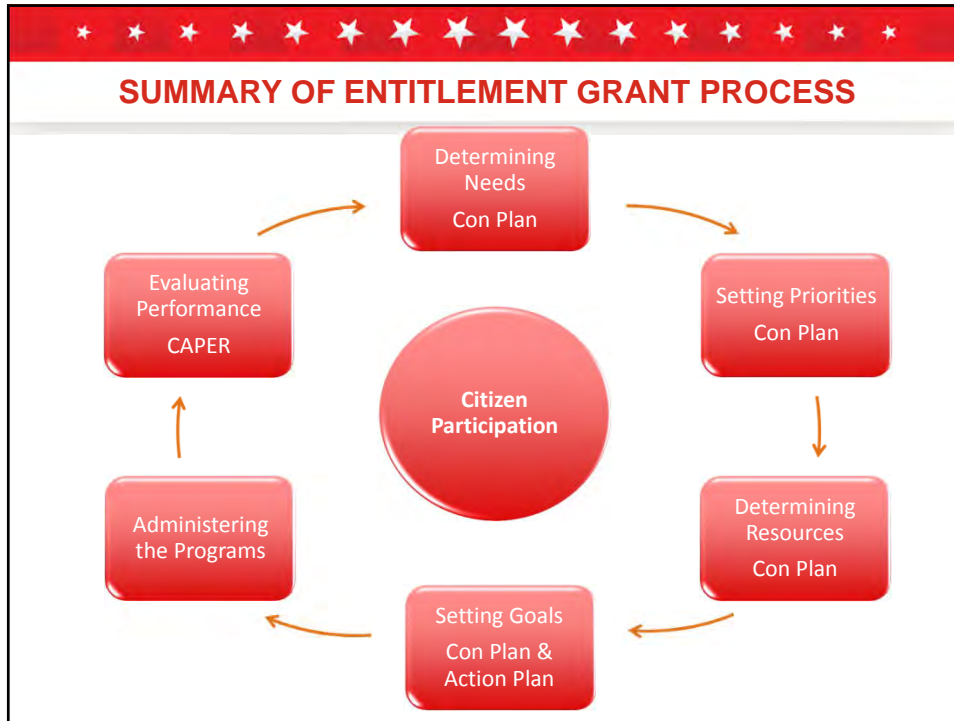 SUMMARY OF ENTITLEMENT GRANT PROCESS
Determining
Needs
Con Plan
Setting Priorities
Con Plan
Determining
Resources
Con Plan
Setting Goals
Con Plan &
Action Plan
Administering
the Programs
Evaluating
Performance
CAPER
Citizen
Participation